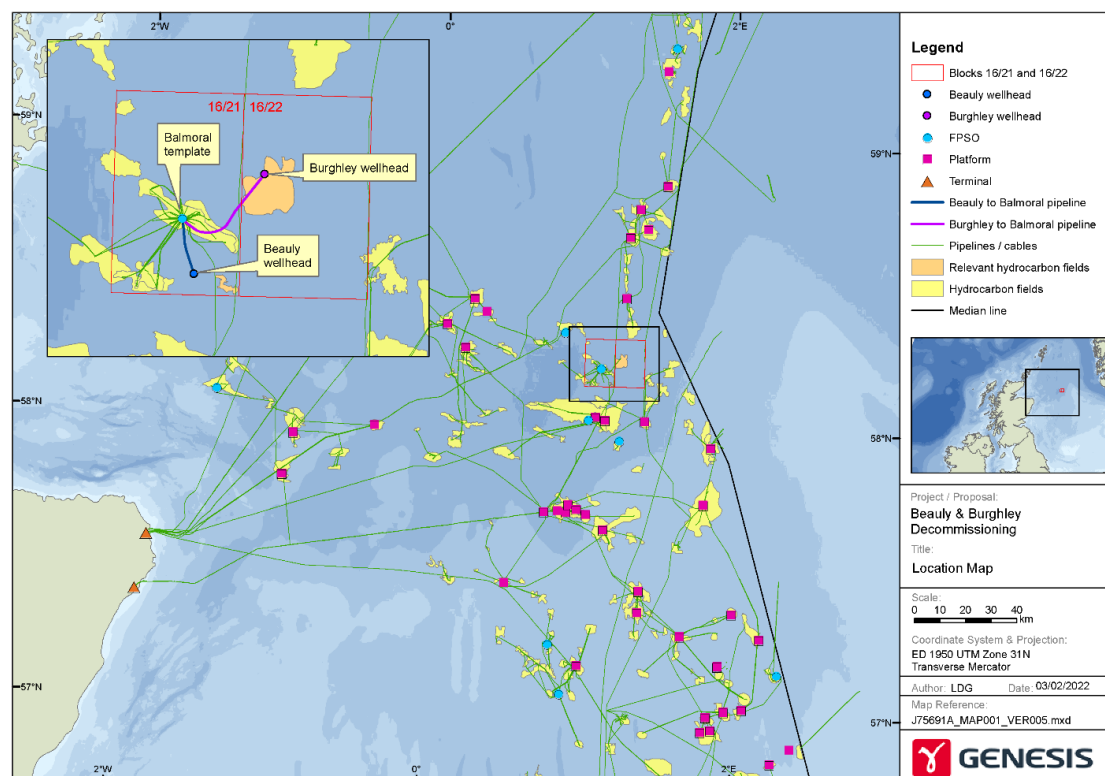 2°W
0°
2°E
59°N
59°N
58°N
58°N
57°N
57°N
2°W
0°
2°E
16/21 16/22
Balmoral
template
Burghley wellhead
Beauly
wellhead
Legend
Blocks 16/21 and 16/22
Beauly wellhead
Burghley wellhead
FPSO
Platform
Terminal
Beauly to Balmoral pipeline
Burghley to Balmoral pipeline
Pipelines / cables
Relevant hydrocarbon fields
Hydrocarbon fields
Median line
Project / Proposal:
Beauly & Burghley
Decommissioning
Title:
Location Map
Scale:
0 10 20 30 40
km
Coordinate System & Projection:
ED 1950 UTM Zone 31N
Transverse Mercator
Author: LDG Date: 03/02/2022
Map Reference:
J75691A_MAP001_VER005.mxd
GENESIS